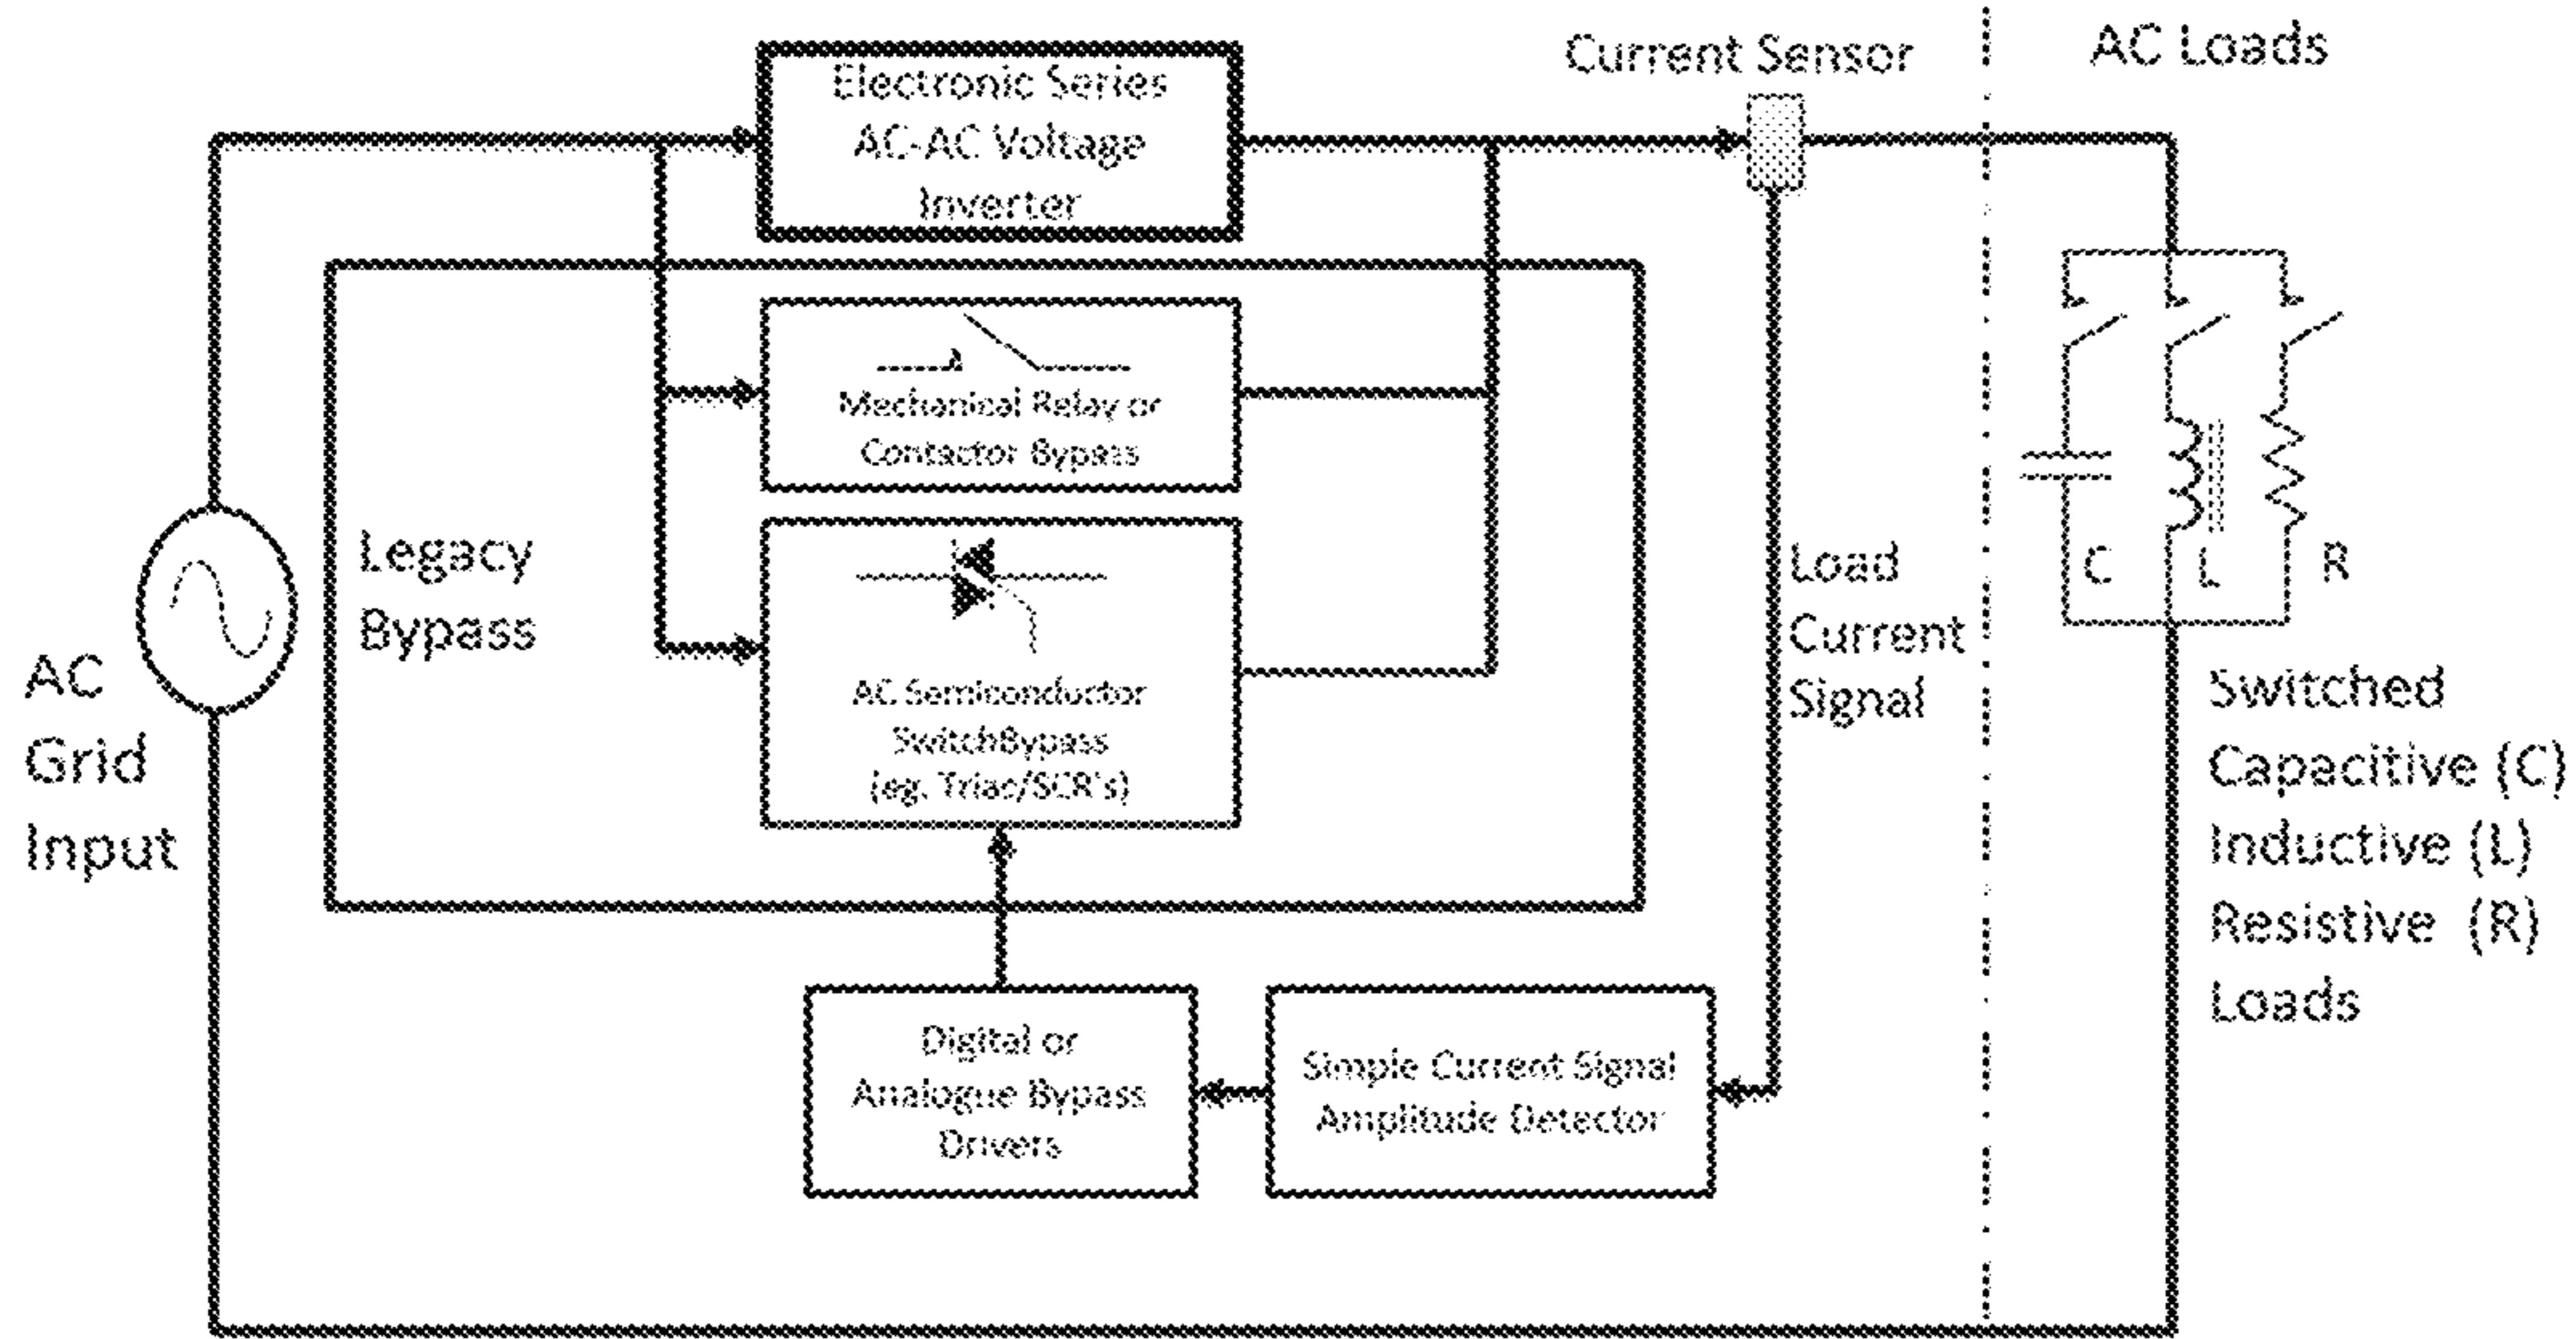 Electronic Series
AC-AC Voltage
Inverter
Current Sensor
AC Loads
Mechanical Relay or
Contactor Bypass
Legacy
Bypass
AC Semiconductor
SwitchBypass
(eg. Triac/SCR's)
Load
Current
Signal
C
L
R
AC
Grid
Input
Switched
Capacitive (C)
Inductive (L)
Resistive (R)
Loads
Digital or
Analogue Bypass
Drivers
Simple Current Signal
Amplitude Detector